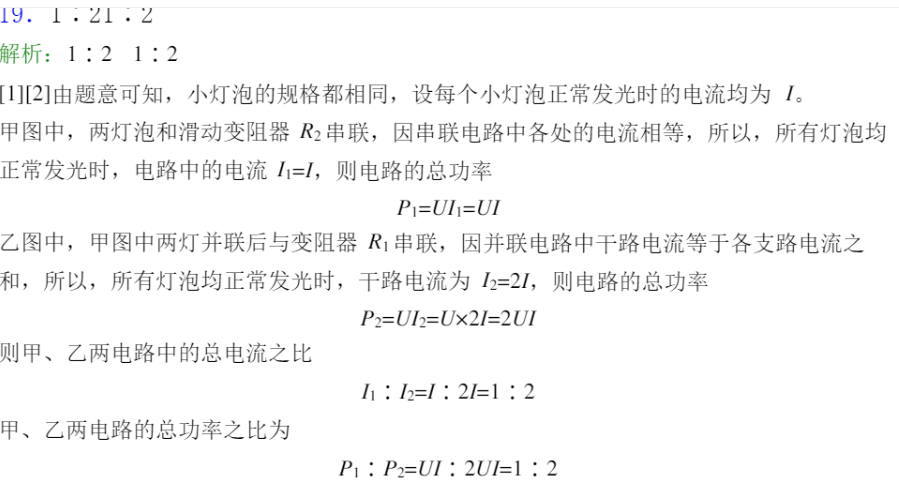 19. 1∶21∶2
解析：1∶2 1∶2
[1][2]由题意可知，小灯泡的规格都相同，设每个小灯泡正常发光时的电流均为 I。
甲图中，两灯泡和滑动变阻器 R₂串联，因串联电路中各处的电流相等，所以，所有灯泡均
正常发光时，电路中的电流 I₁=I，则电路的总功率
P₁=UI₁=UI
乙图中，甲图中两灯并联后与变阻器 R₁串联，因并联电路中干路电流等于各支路电流之
和，所以，所有灯泡均正常发光时，干路电流为 I₂=2I，则电路的总功率
P₂=UI₂=U×2I=2UI
则甲、乙两电路中的总电流之比
I₁∶I₂=I∶2I=1∶2
甲、乙两电路的总功率之比为
P₁∶P₂=UI∶2UI=1∶2